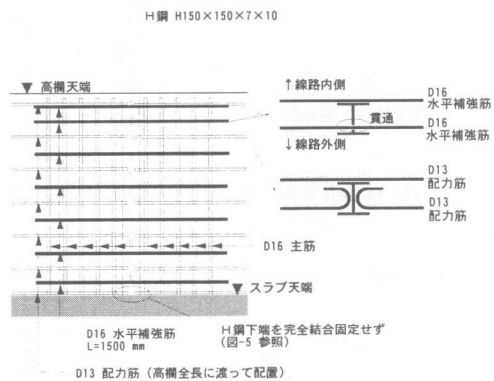 H鋼 H150×150×7×10
▼ 高欄天端
↑線路内側
D16
水平補強筋
貫通
D16
水平補強筋
↓線路外側
D13
配力筋
D13
配力筋
D16 主筋
▼ スラブ天端
D16 水平補強筋
L=1500 mm
H鋼下端を完全結合固定せず
(図-5 参照)
D13 配力筋(高欄全長に渡って配置)